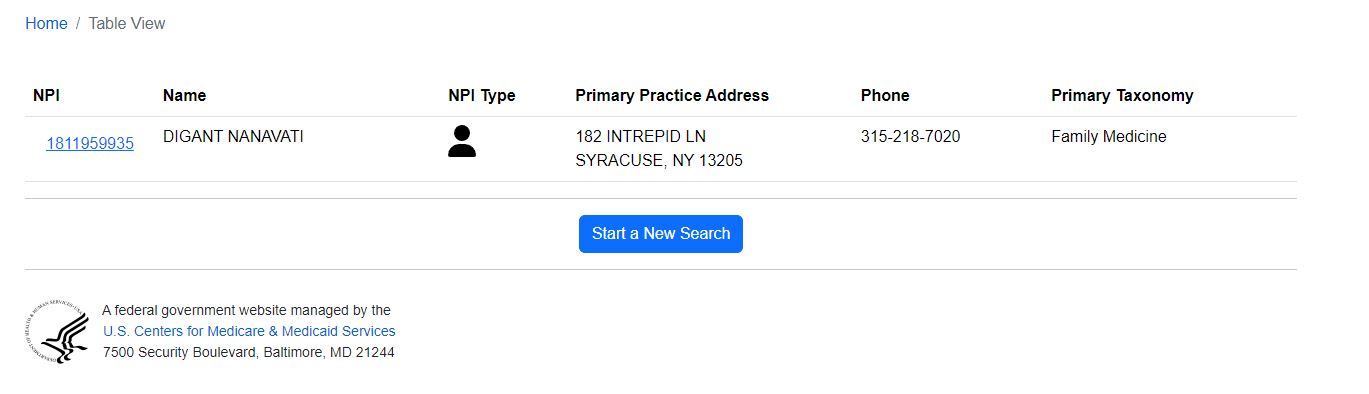 Home / Table View
NPI Name NPI Type Primary Practice Address Phone Primary Taxonomy
1811959935 DIGANT NANAVATI 182 INTREPID LN 315-218-7020 Family Medicine
SYRACUSE, NY 13205
Start a New Search
A federal government website managed by the
U.S. Centers for Medicare & Medicaid Services
7500 Security Boulevard, Baltimore, MD 21244